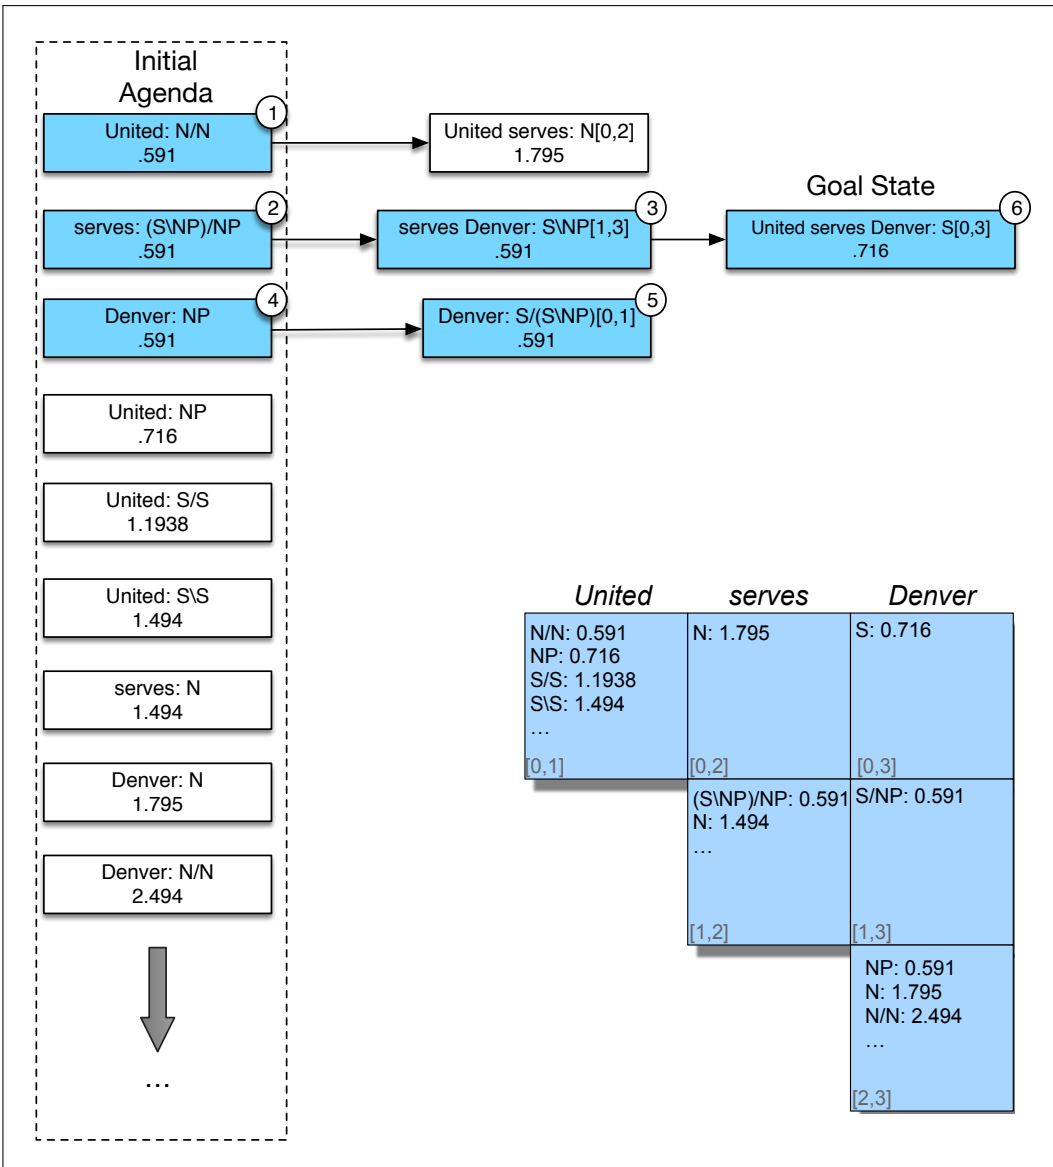 Initial
Agenda
1
United: N/N
.591
United serves: N[0,2]
1.795
Goal State
2
serves: (S\NP)/NP
.591
3
serves Denver: S\NP[1,3]
.591
6
United serves Denver: S[0,3]
.716
4
Denver: NP
.591
5
Denver: S/(S\NP)[0,1]
.591
United: NP
.716
United: S/S
1.1938
United: S\S
1.494
serves: N
1.494
Denver: N
1.795
Denver: N/N
2.494
...
United serves Denver
N/N: 0.591
NP: 0.716
S/S: 1.1938
S\S: 1.494
…
[0,1]
N: 1.795
[0,2]
S: 0.716
[0,3]
(S\NP)/NP: 0.591
N: 1.494
…
[1,2]
S/NP: 0.591
[1,3]
NP: 0.591
N: 1.795
N/N: 2.494
…
[2,3]